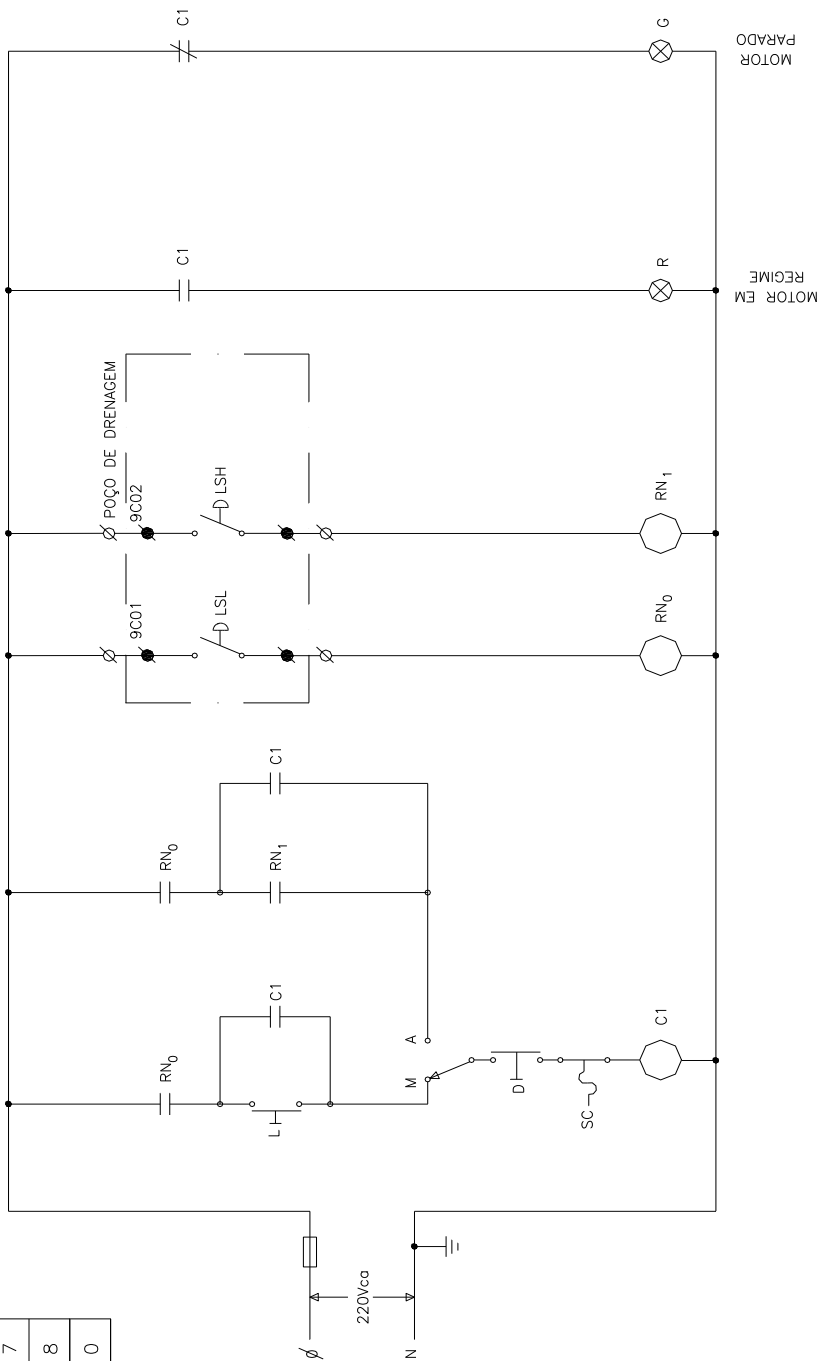 7
8
0
ø
N
220Vca
RN0
C1
L
M
A
D
SC
C1
RN0
RN1
C1
9C01
LSL
RN0
POÇO DE DRENAGEM
9C02
LSH
RN1
C1
R
MOTOR EM
REGIME
C1
G
MOTOR
PARADO